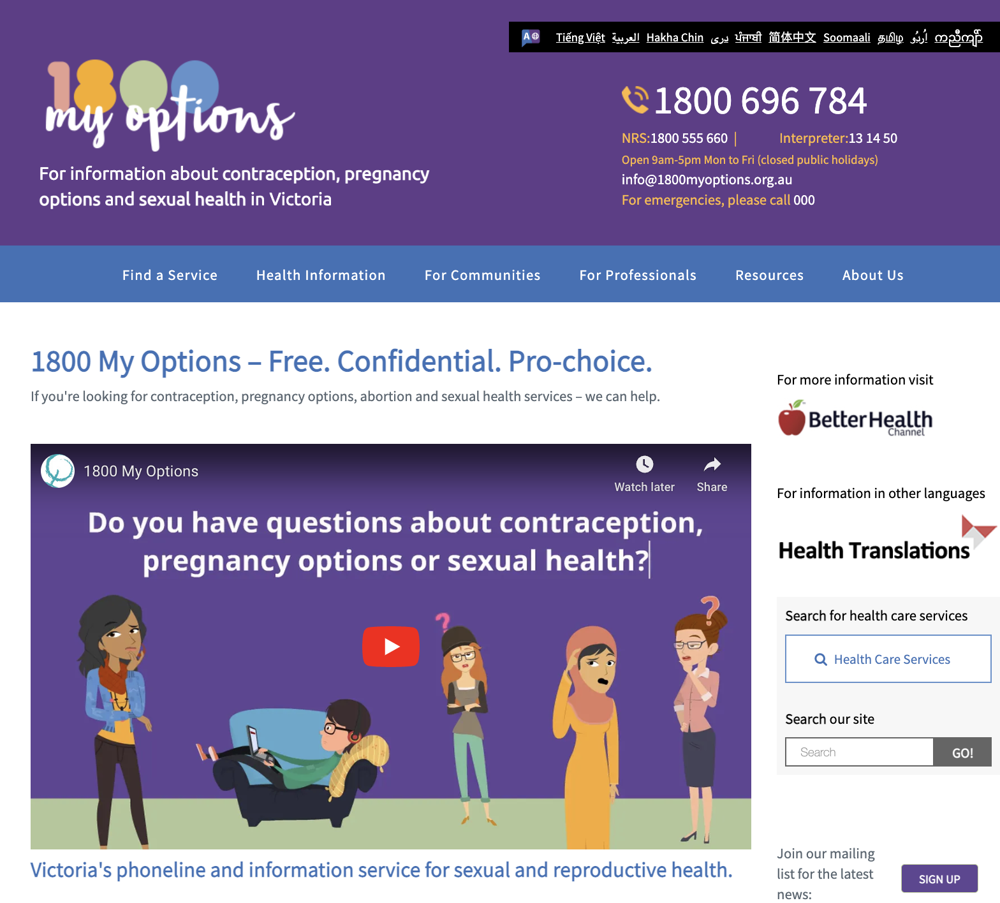 Tiếng Việt العربية Hakha Chin دری ਪੰਜਾਬੀ 简体中文 Soomaali தமிழ் اُردُو ကညီကျိာ်
1800
my options
For information about contraception, pregnancy
options and sexual health in Victoria
1800 696 784
NRS:1800 555 660 | Interpreter:13 14 50
Open 9am-5pm Mon to Fri (closed public holidays)
info@1800myoptions.org.au
For emergencies, please call 000
Find a Service Health Information For Communities For Professionals Resources About Us
1800 My Options – Free. Confidential. Pro-choice.
If you're looking for contraception, pregnancy options, abortion and sexual health services – we can help.
1800 My Options
Watch later Share
Do you have questions about contraception,
pregnancy options or sexual health?
Victoria's phoneline and information service for sexual and reproductive health.
For more information visit
BetterHealth
Channel
For information in other languages
Health Translations
Search for health care services
Health Care Services
Search our site
Search GO!
Join our mailing
list for the latest
news:
SIGN UP